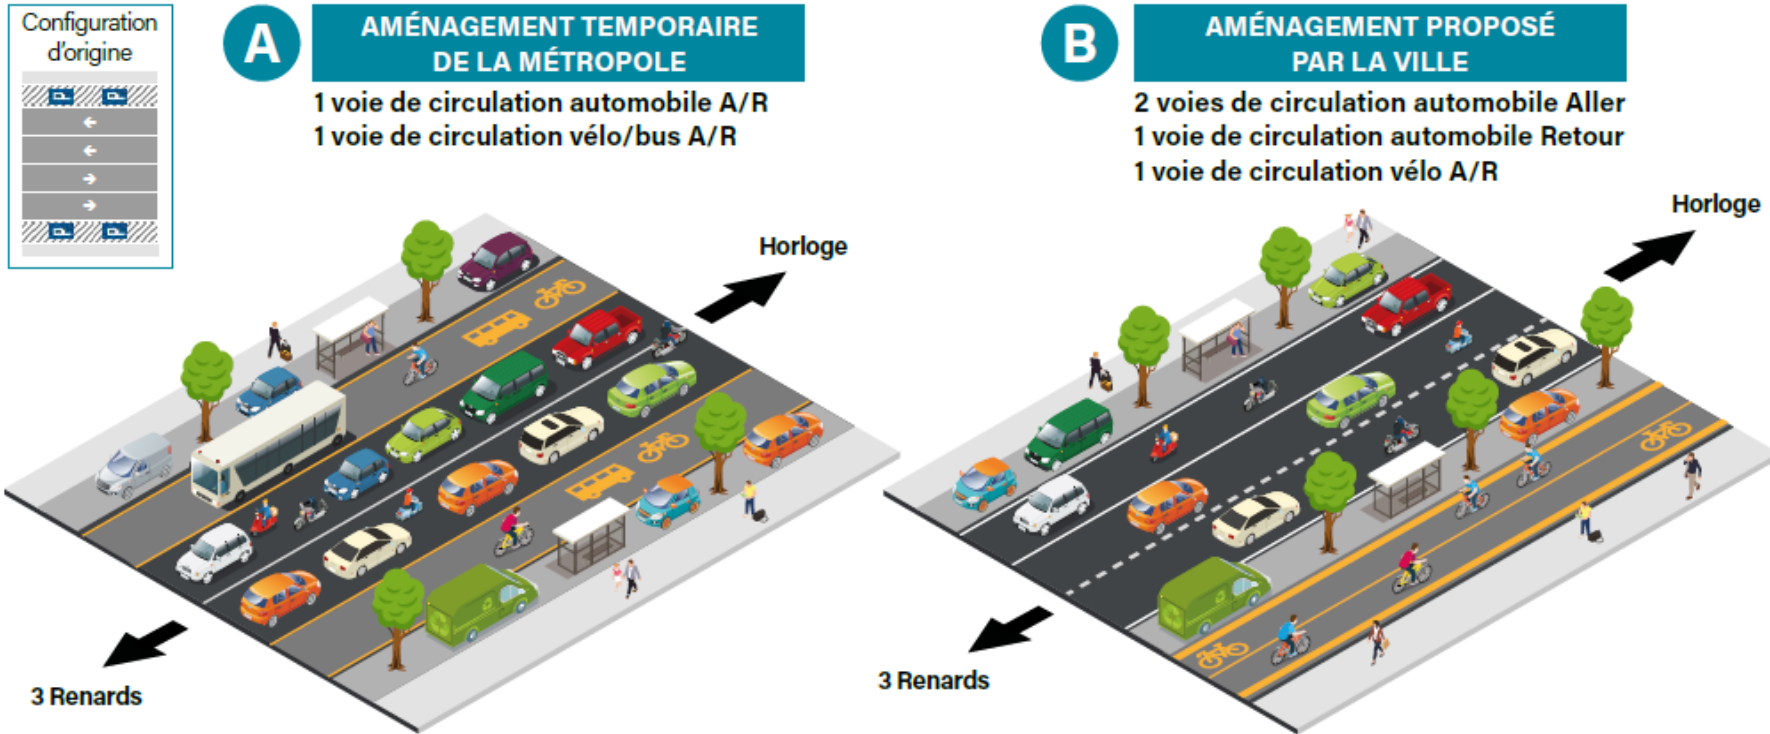 Configuration
d'origine
A
AMÉNAGEMENT TEMPORAIRE
DE LA MÉTROPOLE
1 voie de circulation automobile A/R
1 voie de circulation vélo/bus A/R
Horloge
3 Renards
B
AMÉNAGEMENT PROPOSÉ
PAR LA VILLE
2 voies de circulation automobile Aller
1 voie de circulation automobile Retour
1 voie de circulation vélo A/R
Horloge
3 Renards